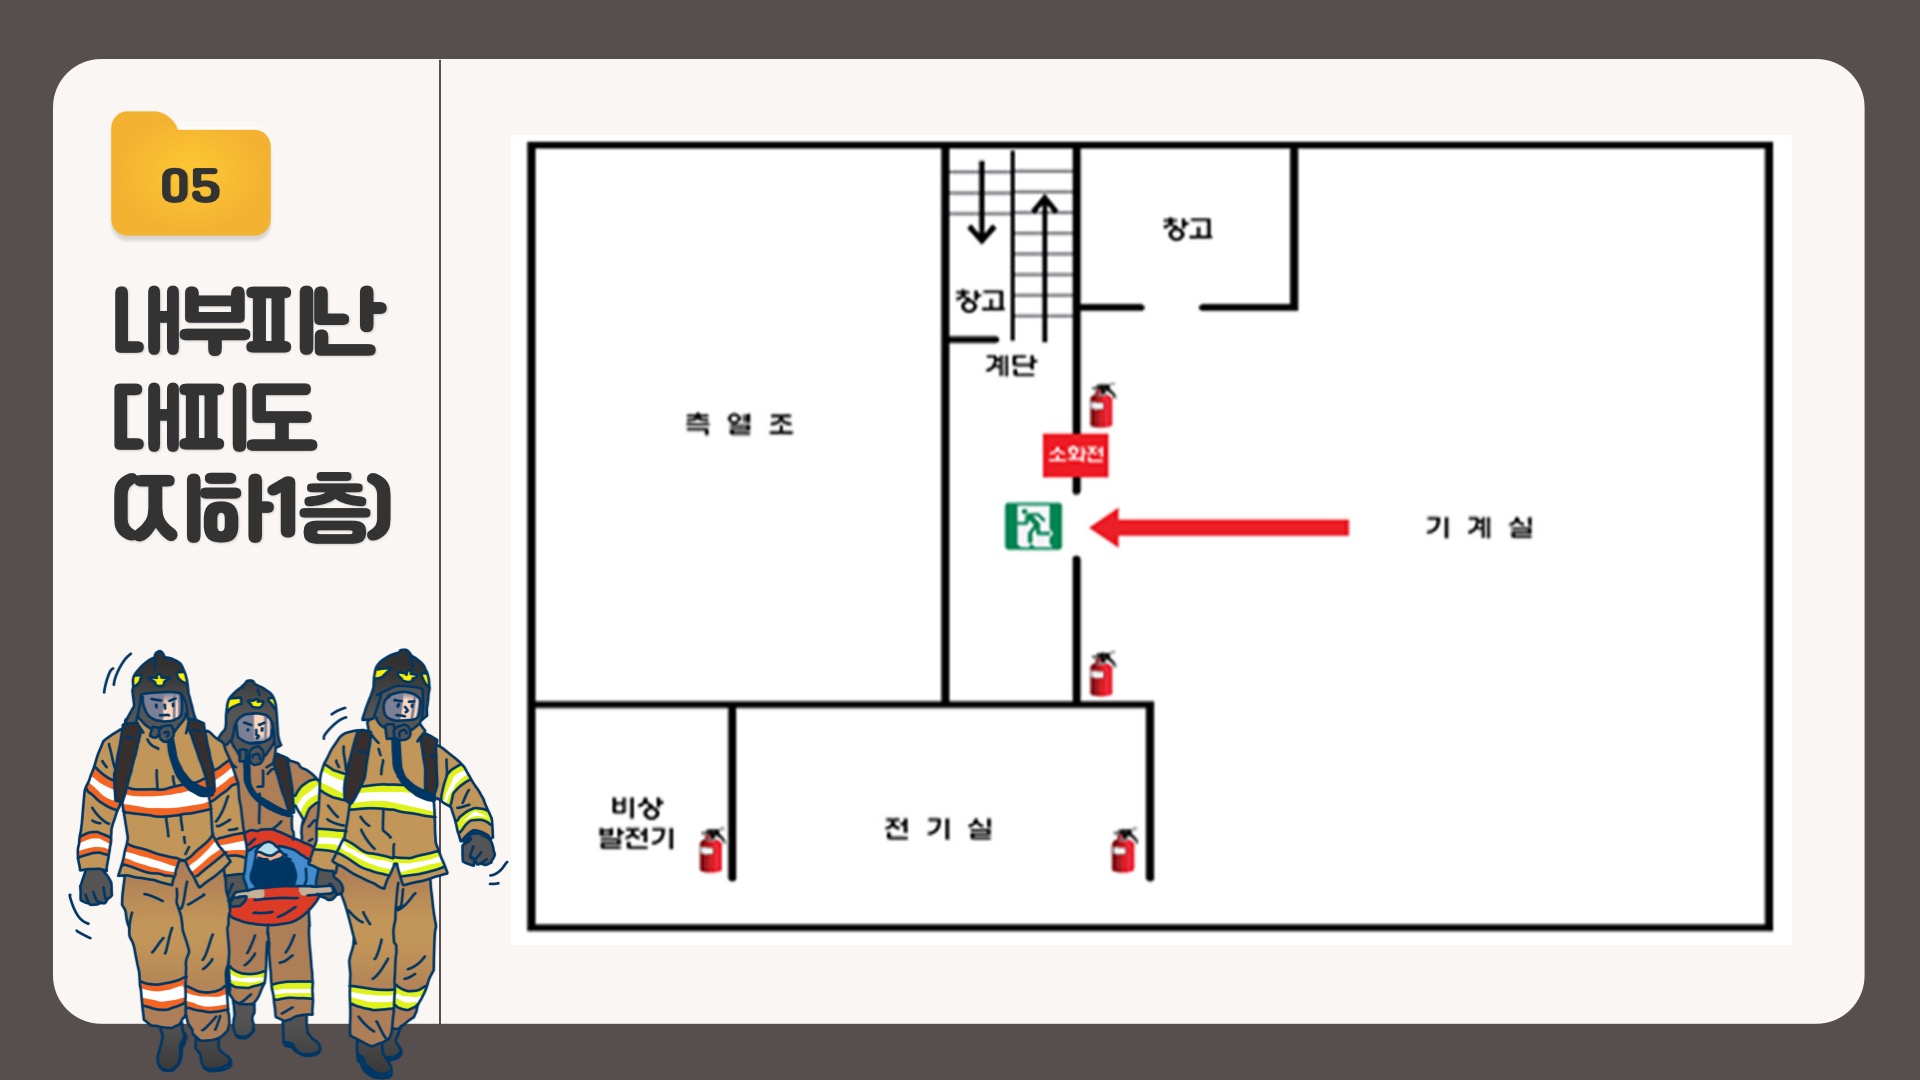 05
내부피난
대피도
(지하1층)
창고
창고
계단
측 열 조
소화전
기 계 실
비상
발전기
전 기 실